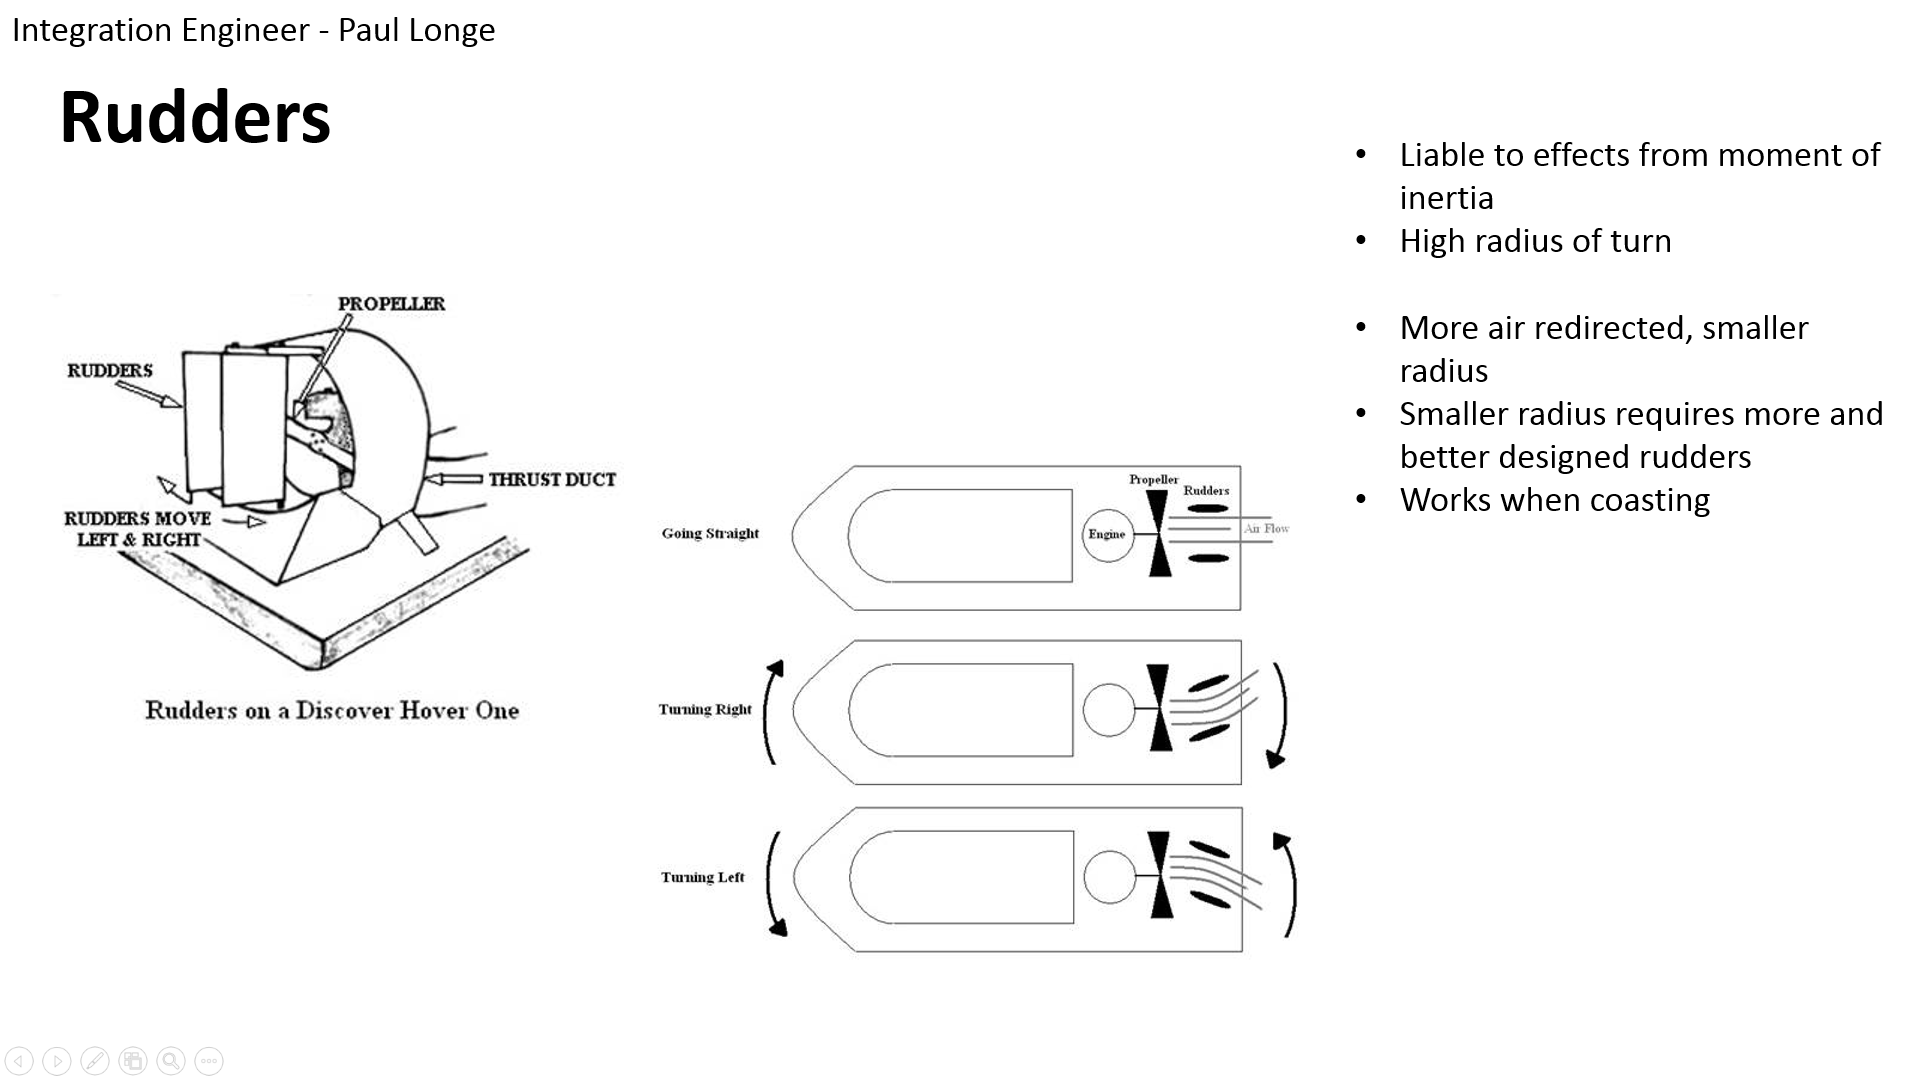 Integration Engineer - Paul Longe
Rudders
• Liable to effects from moment of
inertia
• High radius of turn
• More air redirected, smaller
radius
• Smaller radius requires more and
better designed rudders
• Works when coasting
PROPELLER
RUDDERS
THRUST DUCT
RUDDERS MOVE
LEFT & RIGHT
Rudders on a Discover Hover One
Going Straight
Engine
Propeller
Rudders
Air Flow
Turning Right
Turning Left